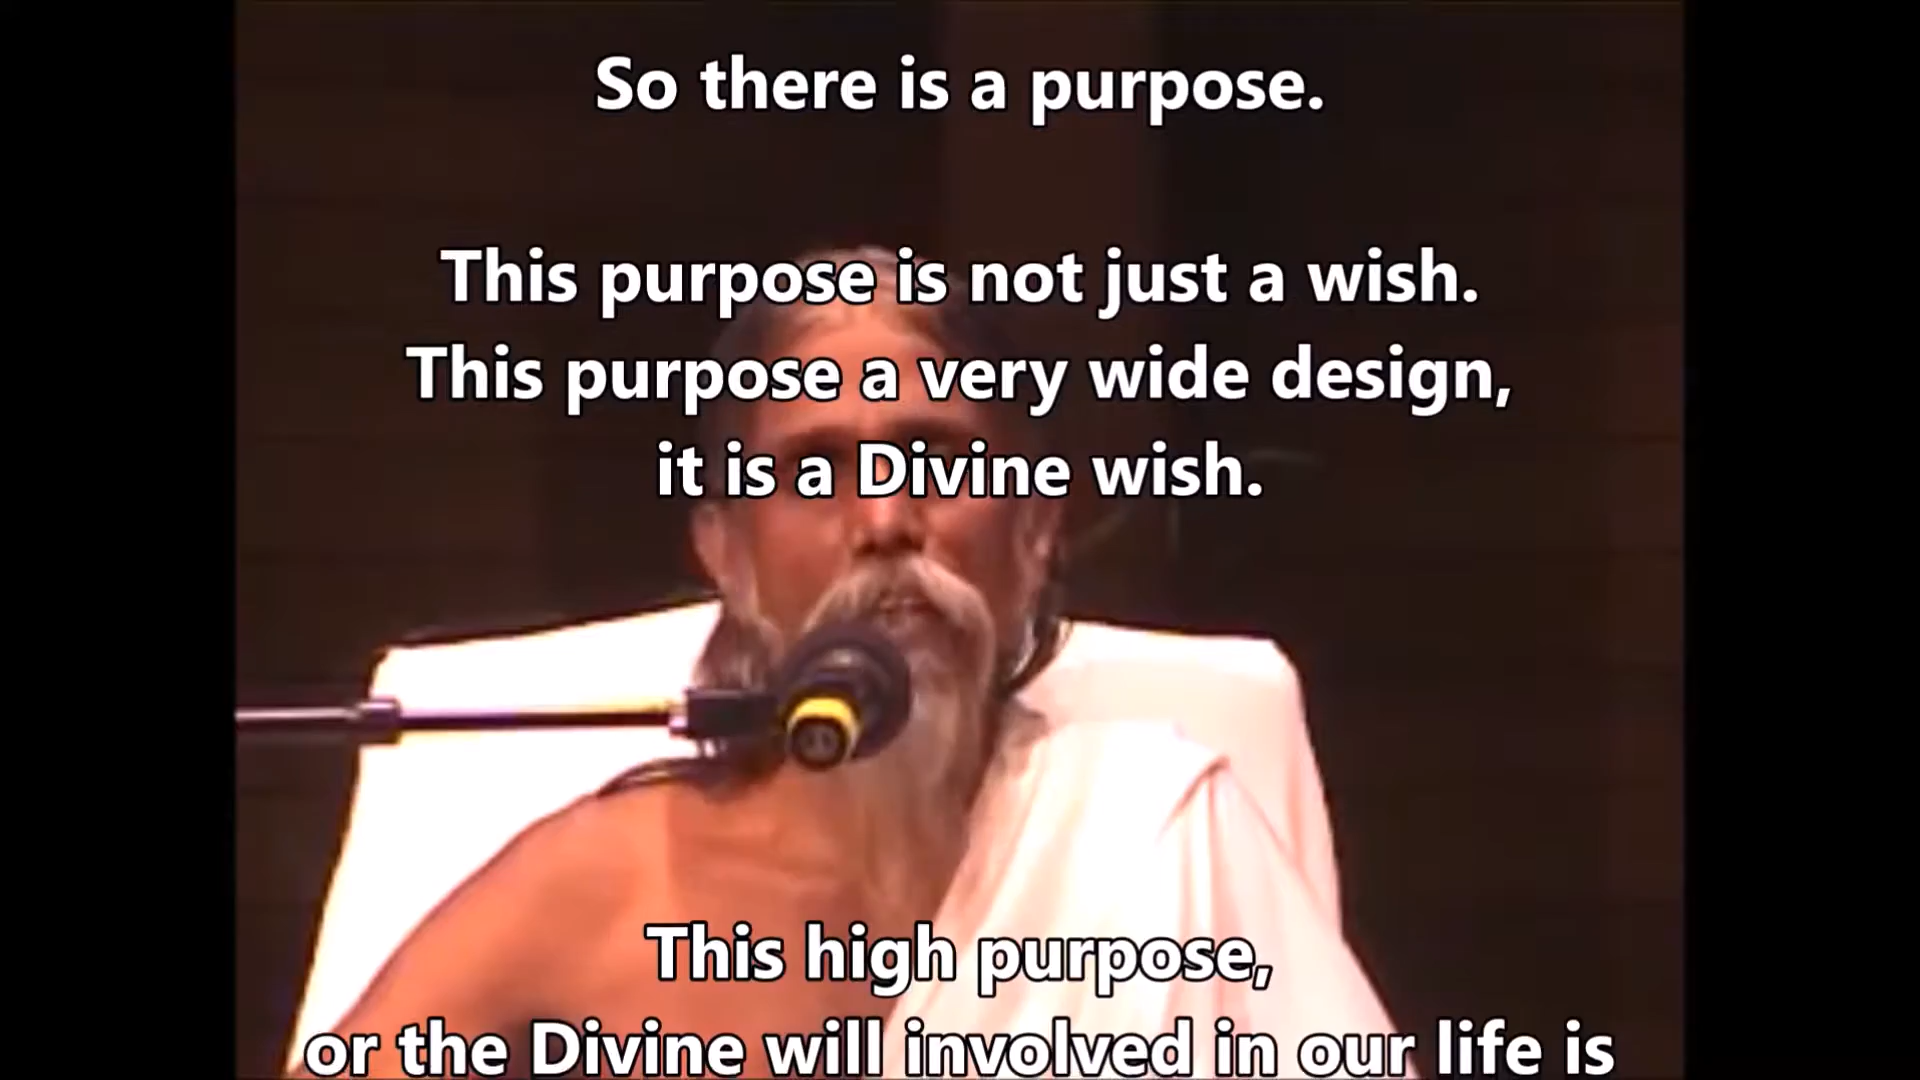 So there is a purpose.
This purpose is not just a wish.
This purpose a very wide design,
it is a Divine wish.
This high purpose,
or the Divine will involved in our life is